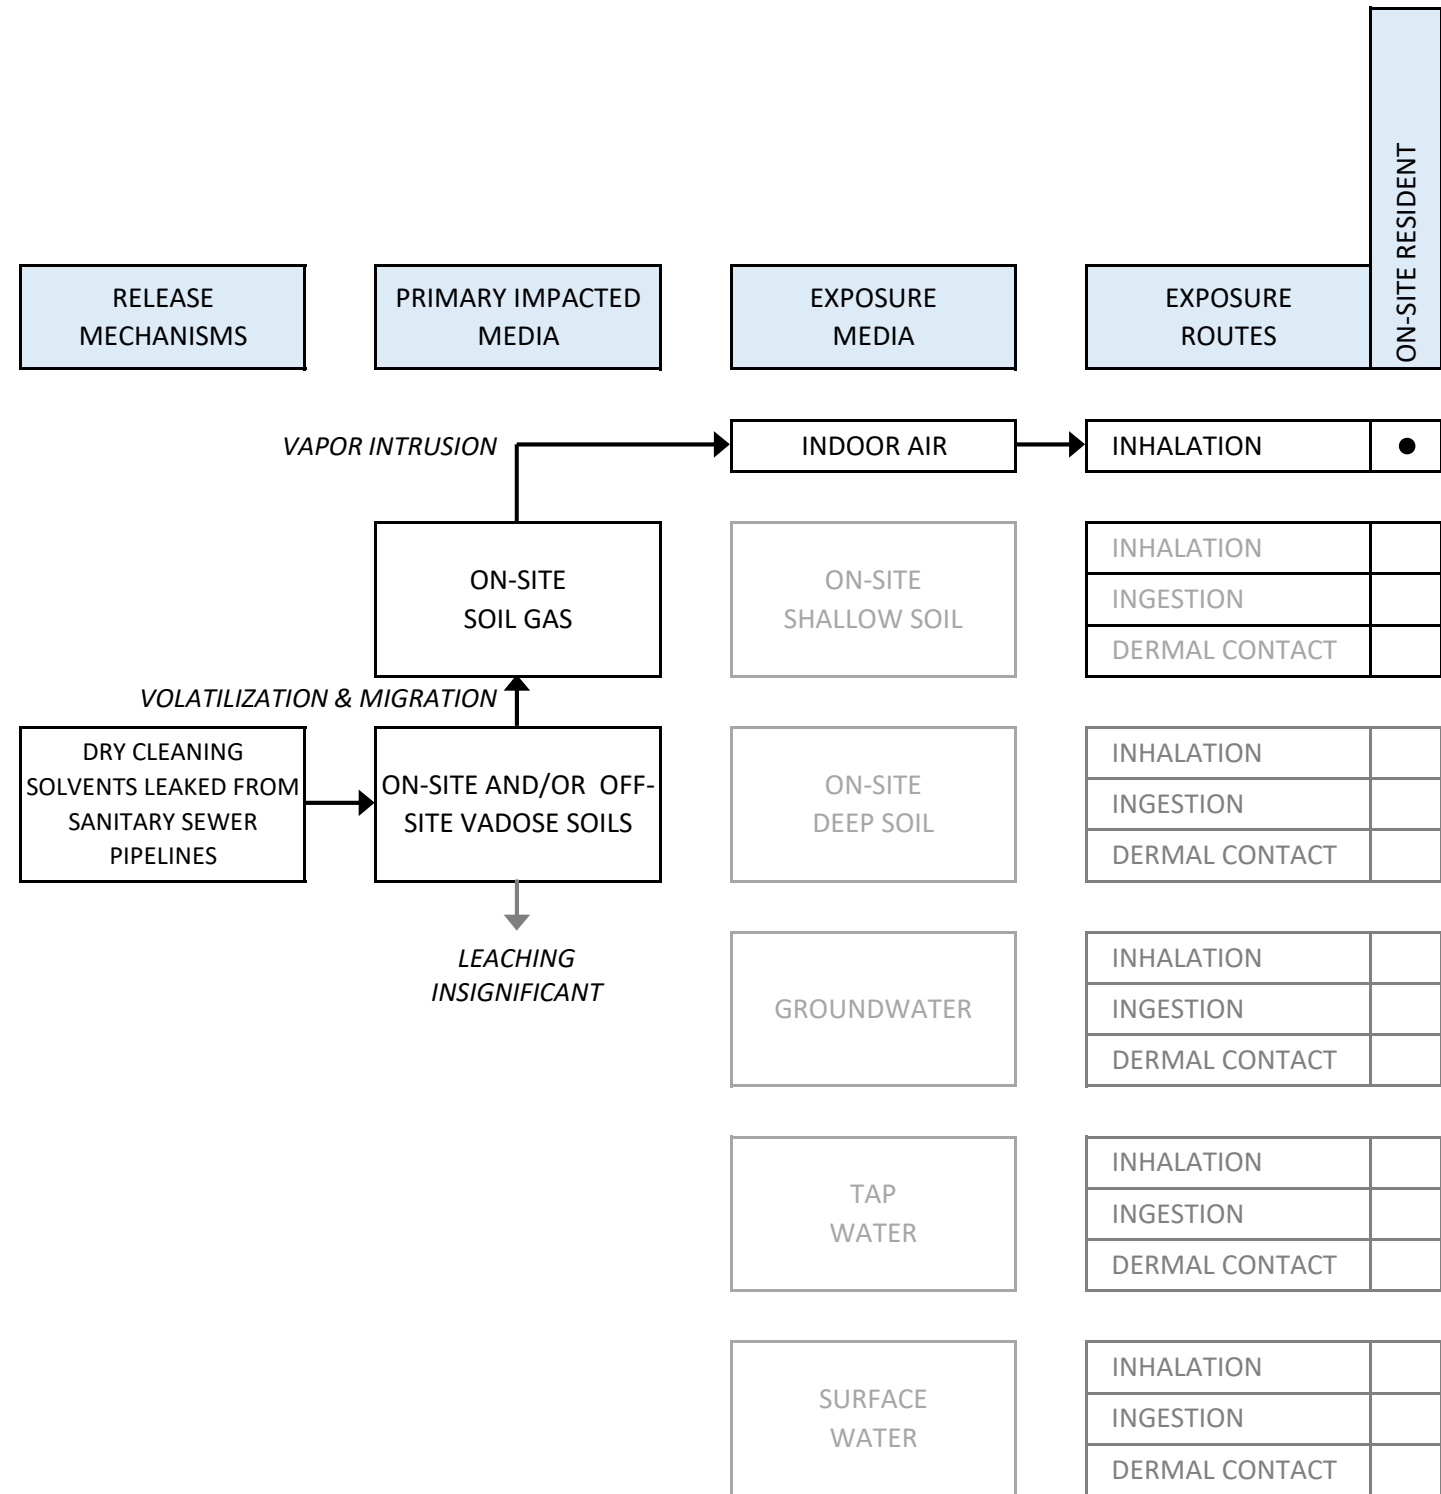 ON-SITE RESIDENT
RELEASE
MECHANISMS
PRIMARY IMPACTED
MEDIA
EXPOSURE
MEDIA
EXPOSURE
ROUTES
VAPOR INTRUSION
INDOOR AIR
INHALATION
ON-SITE
SOIL GAS
ON-SITE
SHALLOW SOIL
INHALATION
INGESTION
DERMAL CONTACT
VOLATILIZATION & MIGRATION
DRY CLEANING
SOLVENTS LEAKED FROM
SANITARY SEWER
PIPELINES
ON-SITE AND/OR OFF-
SITE VADOSE SOILS
ON-SITE
DEEP SOIL
INHALATION
INGESTION
DERMAL CONTACT
LEACHING
INSIGNIFICANT
GROUNDWATER
INHALATION
INGESTION
DERMAL CONTACT
TAP
WATER
INHALATION
INGESTION
DERMAL CONTACT
SURFACE
WATER
INHALATION
INGESTION
DERMAL CONTACT